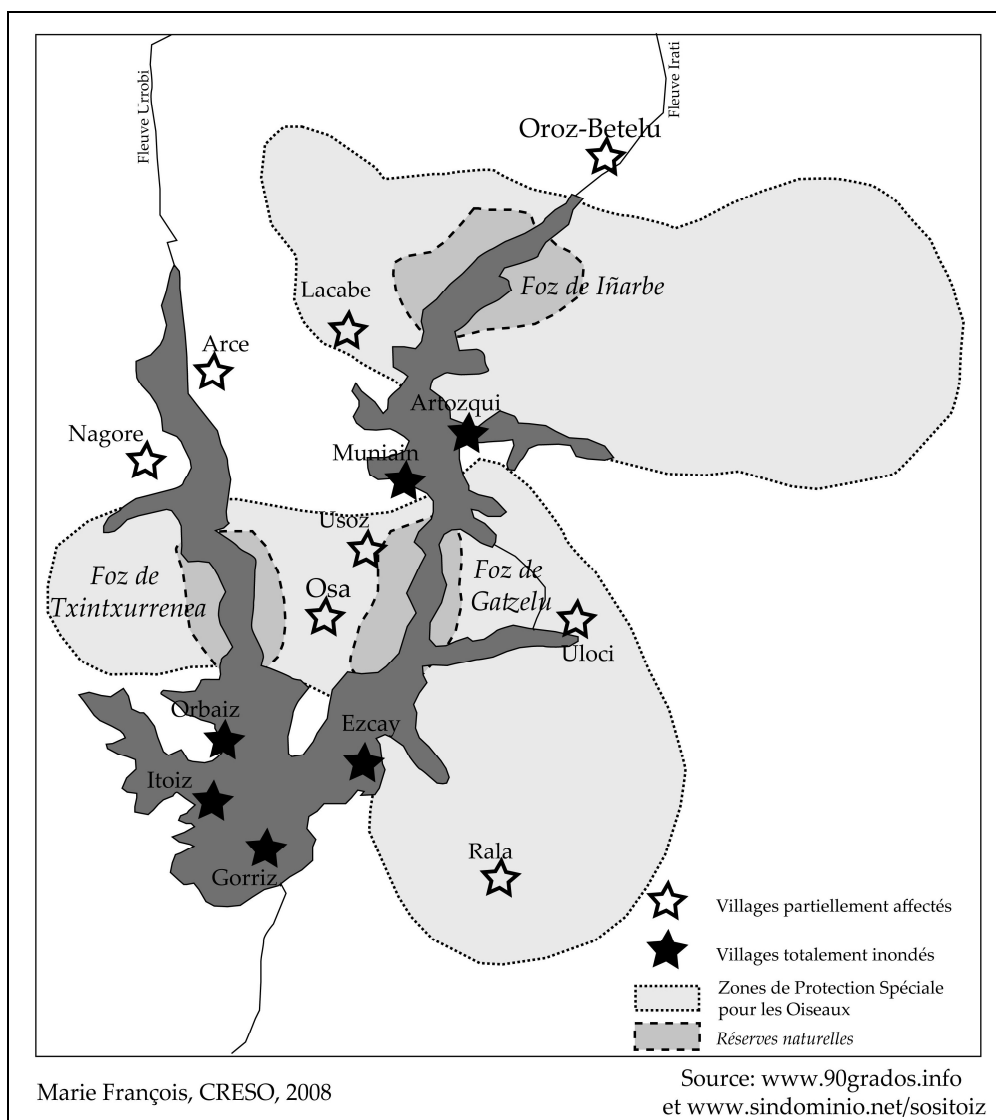 Fleuve Urrobi
Fleuve Irati
Oroz-Betelu
Lacabe
Foz de Iñarbe
Arce
Artozqui
Nagore
Muniain
Usoz
Foz de
Txintxurrenea
Osa
Foz de
Gatzelu
Uloci
Orbaiz
Ezcay
Itoiz
Gorriz
Rala
Villages partiellement affectés
Villages totalement inondés
Zones de Protection Spéciale
pour les Oiseaux
Réserves naturelles
Marie François, CRESO, 2008
Source: www.90grados.info
et www.sindominio.net/sositoiz